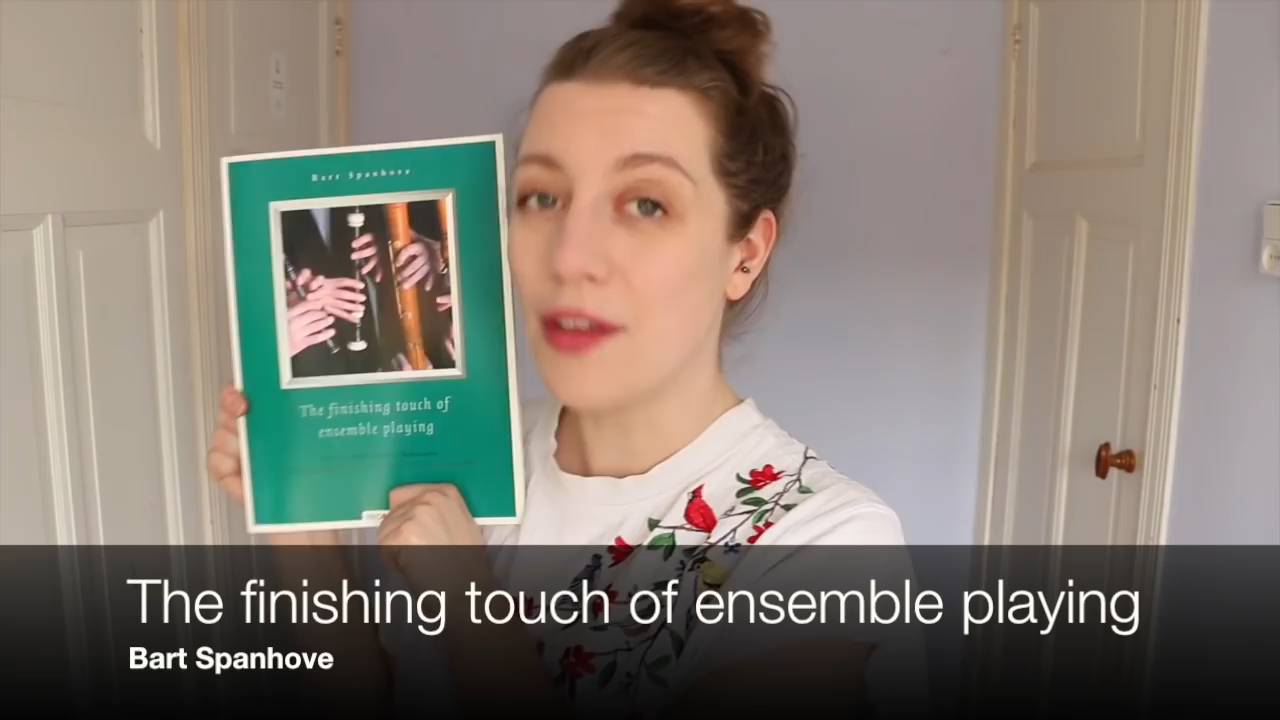 Bart Spanhove
The finishing touch of
ensemble playing
The finishing touch of ensemble playing
Bart Spanhove